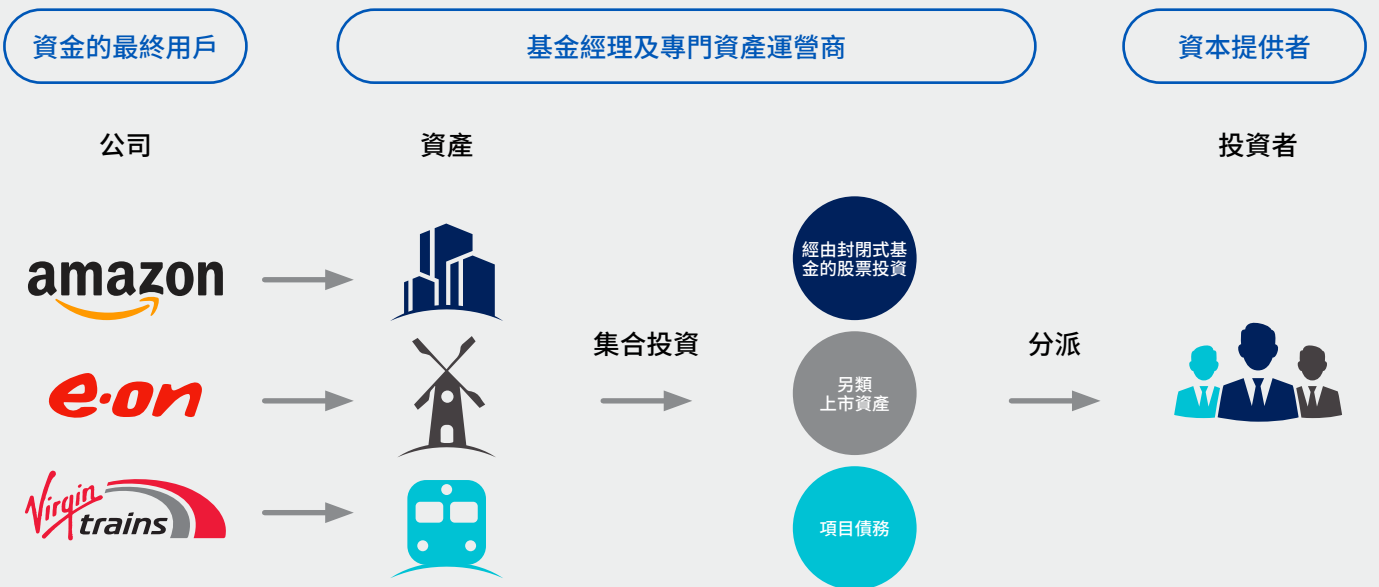 資金的最終用戶
基金經理及專門資產運營商
資本提供者
公司
資產
投資者
amazon
e·on
Virgin
trains
集合投資
經由封閉式基
金的股票投資
另類
上市資產
項目債務
分派